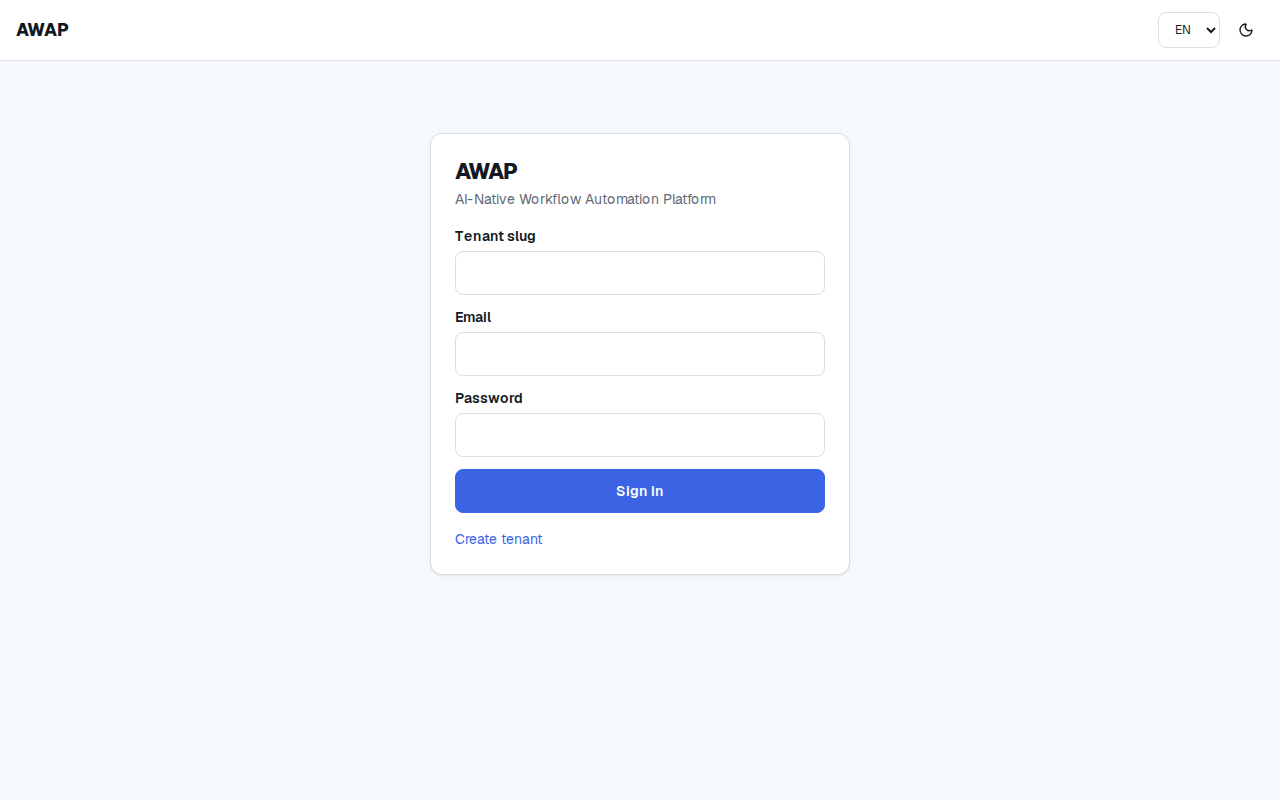 AWAP
EN
AWAP
AI-Native Workflow Automation Platform
Tenant slug
Email
Password
Sign in
Create tenant